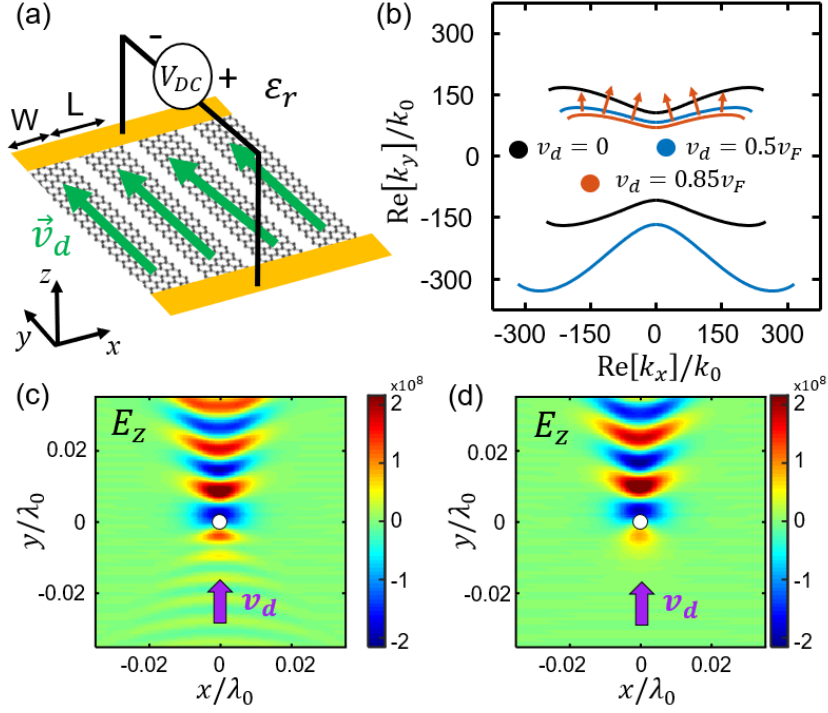 (a)
- V_DC +
ε_r
W L
v⃗_d
z
y x
(b)
Re[k_y]/k_0
300
150
0
-150
-300
v_d = 0
v_d = 0.5v_F
v_d = 0.85v_F
-300 -150 0 150 300
Re[k_x]/k_0
(c)
E_z
×10^8
2
1
0
-1
-2
y/λ_0
0.02
0
-0.02
v_d
-0.02 0 0.02
x/λ_0
(d)
E_z
×10^8
2
1
0
-1
-2
y/λ_0
0.02
0
-0.02
v_d
-0.02 0 0.02
x/λ_0